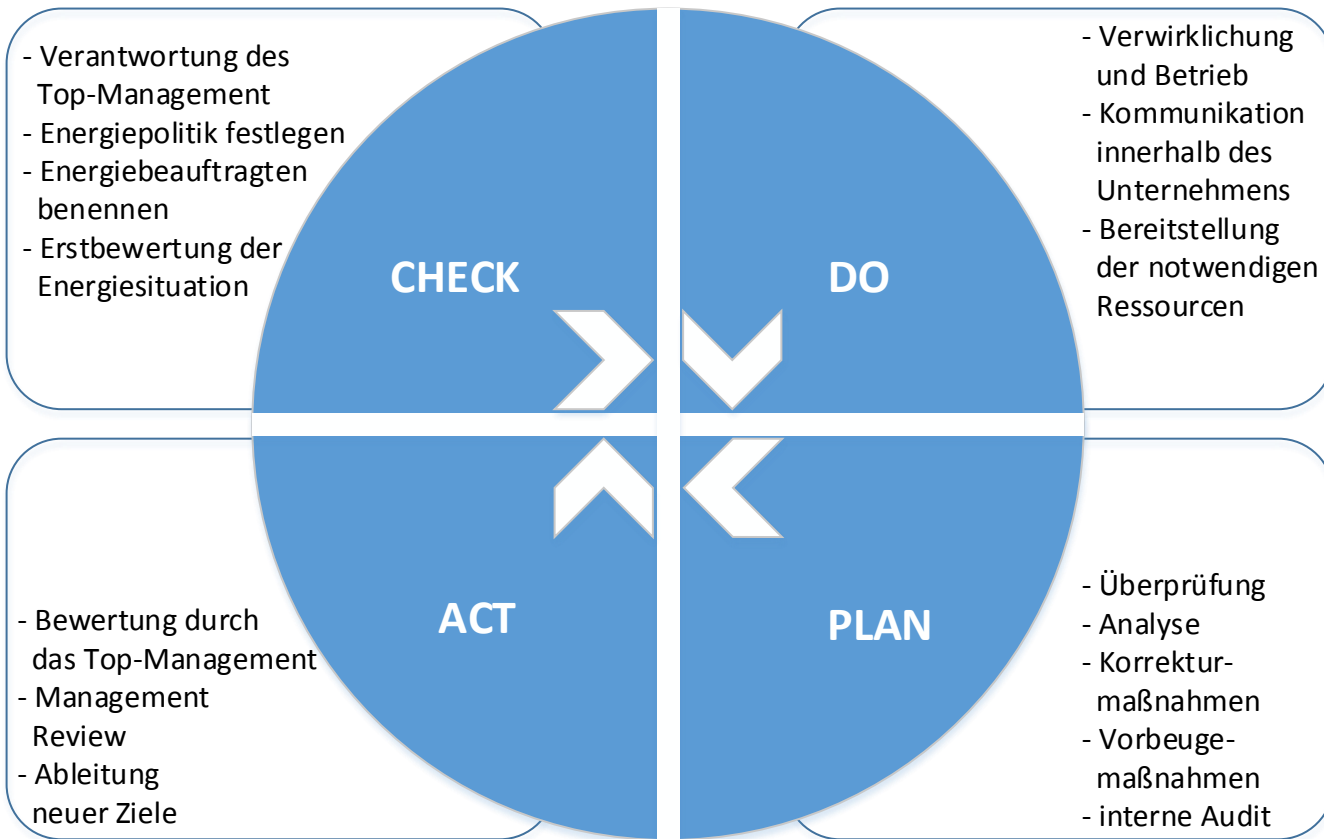 - Verantwortung des
Top-Management
- Energiepolitik festlegen
- Energiebeauftragten
benennen
- Erstbewertung der
Energiesituation
CHECK
DO
- Verwirklichung
und Betrieb
- Kommunikation
innerhalb des
Unternehmens
- Bereitstellung
der notwendigen
Ressourcen
- Bewertung durch
das Top-Management
- Management
Review
- Ableitung
neuer Ziele
ACT
PLAN
- Überprüfung
- Analyse
- Korrektur-
maßnahmen
- Vorbeuge-
maßnahmen
- interne Audit